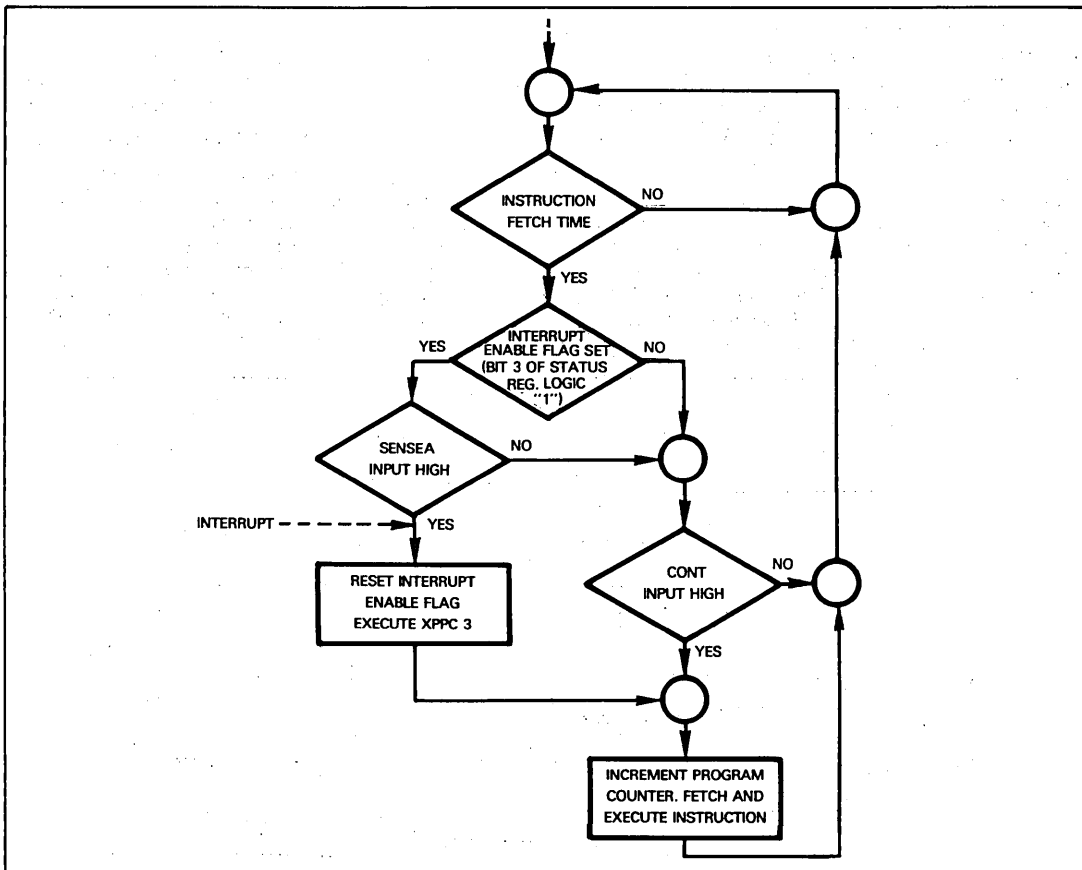 INSTRUCTION
FETCH TIME
NO
YES
INTERRUPT
ENABLE FLAG SET
(BIT 3 OF STATUS
REG. LOGIC
"1")
YES
NO
SENSEA
INPUT HIGH
NO
INTERRUPT
YES
CONT
INPUT HIGH
NO
RESET INTERRUPT
ENABLE FLAG
EXECUTE XPPC 3
YES
INCREMENT PROGRAM
COUNTER. FETCH AND
EXECUTE INSTRUCTION